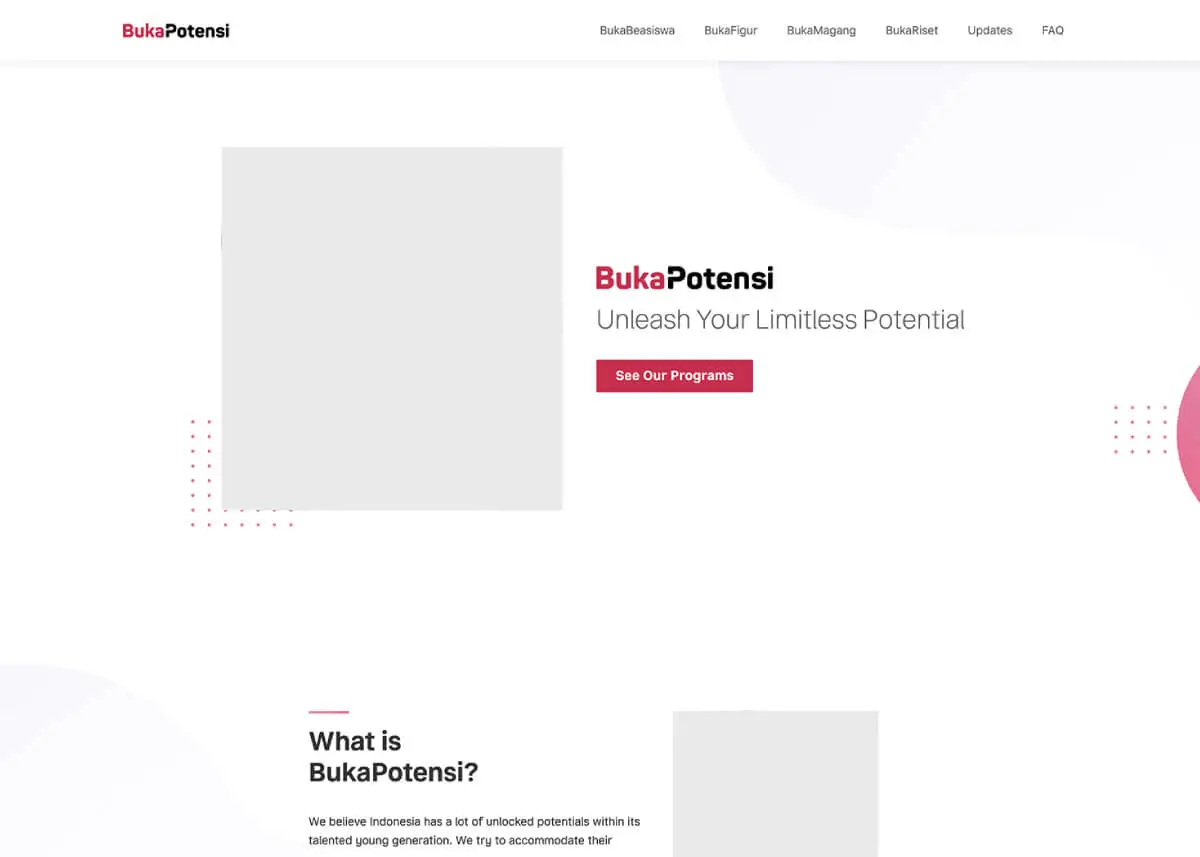 BukaPotensi
BukaBeasiswa BukaFigur BukaMagang BukaRiset Updates FAQ
BukaPotensi
Unleash Your Limitless Potential
See Our Programs
What is
BukaPotensi?
We believe Indonesia has a lot of unlocked potentials within its
talented young generation. We try to accommodate their